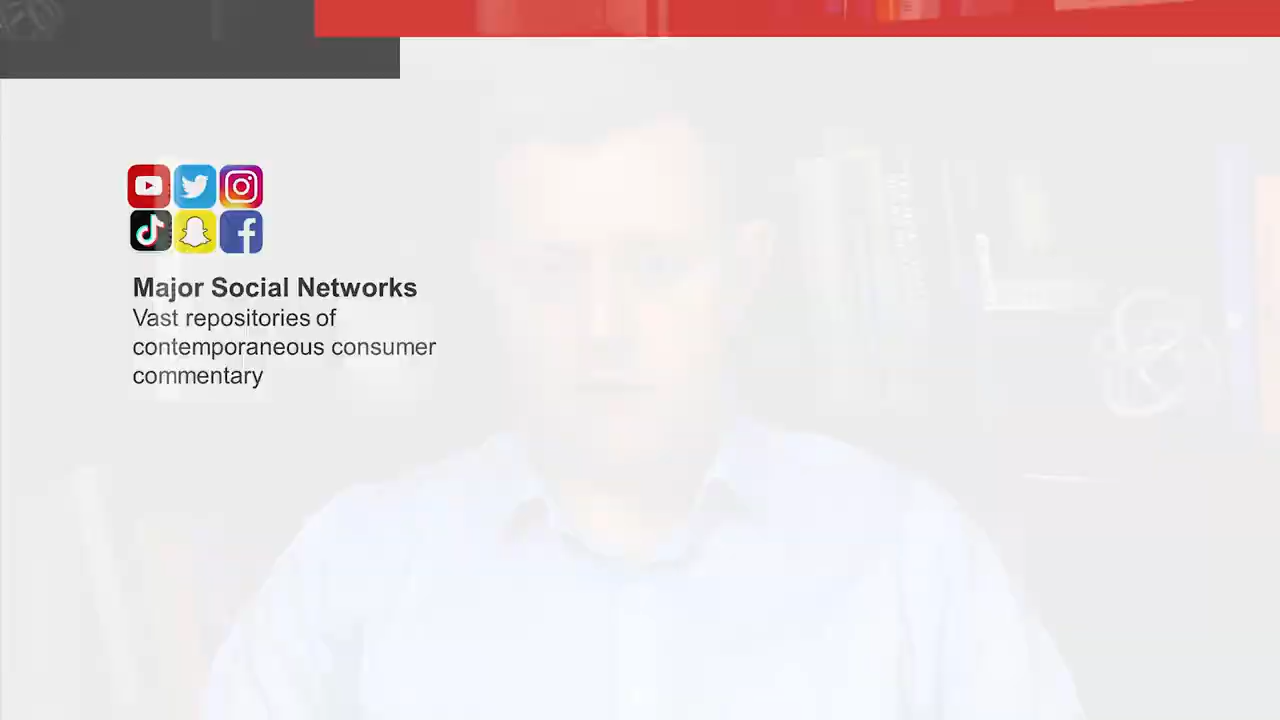 Major Social Networks
Vast repositories of
contemporaneous consumer
commentary